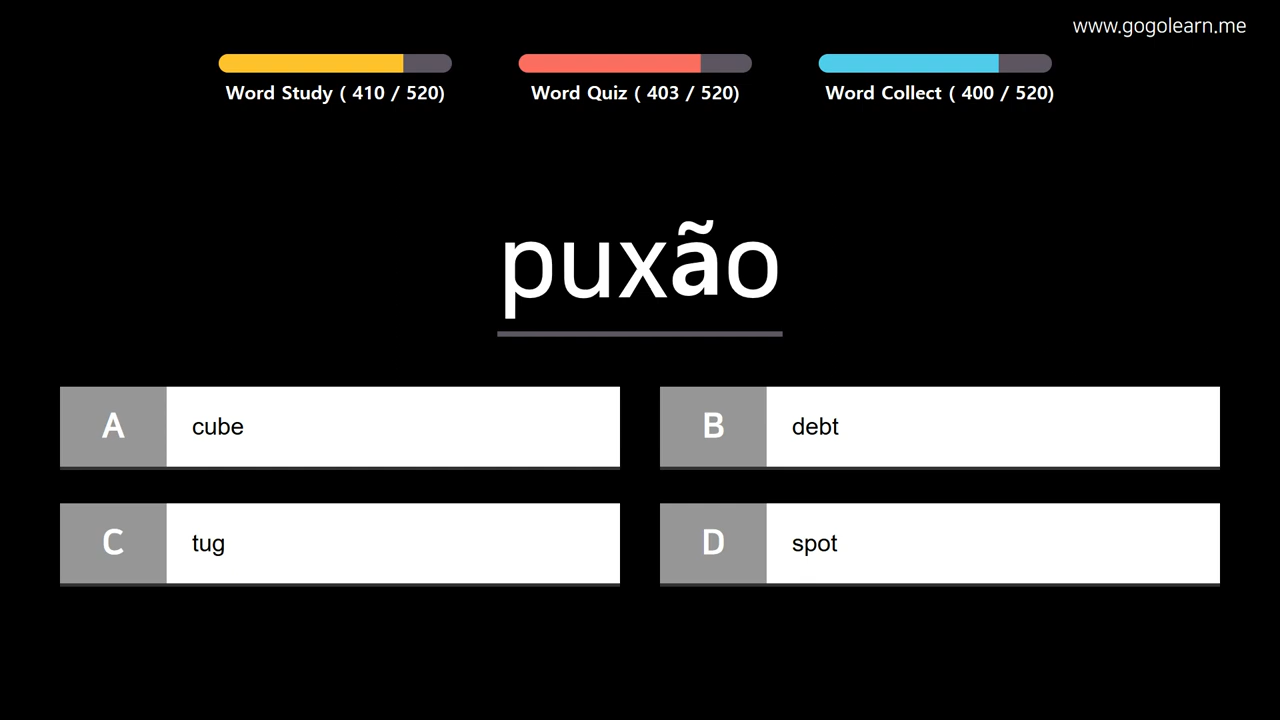 www.gogolearn.me
Word Study ( 410 / 520)
Word Quiz ( 403 / 520)
Word Collect ( 400 / 520)
puxão
A cube
B debt
C tug
D spot